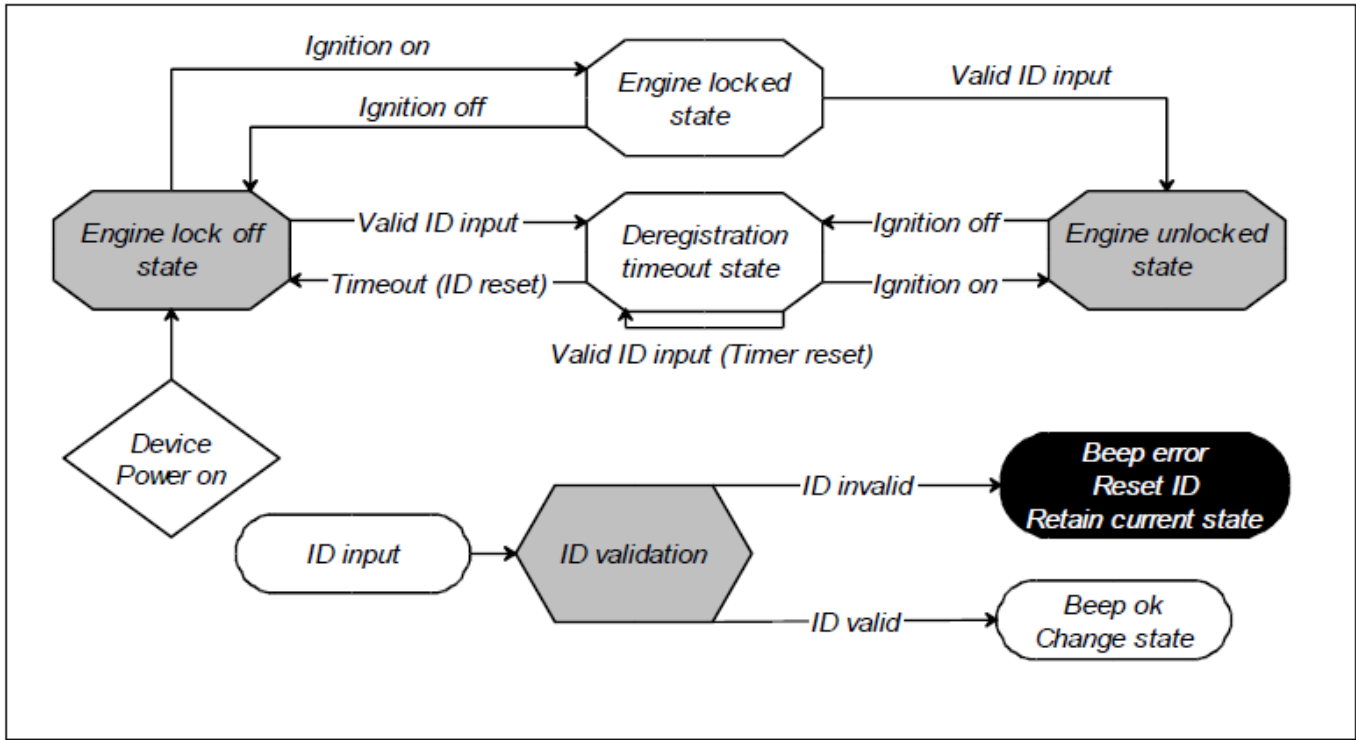 Ignition on
Engine locked
state
Valid ID input
Ignition off
Engine lock off
state
Valid ID input
Timeout (ID reset)
Deregistration
timeout state
Ignition off
Ignition on
Engine unlocked
state
Valid ID input (Timer reset)
Device
Power on
ID input
ID validation
ID invalid
Beep error
Reset ID
Retain current state
ID valid
Beep ok
Change state